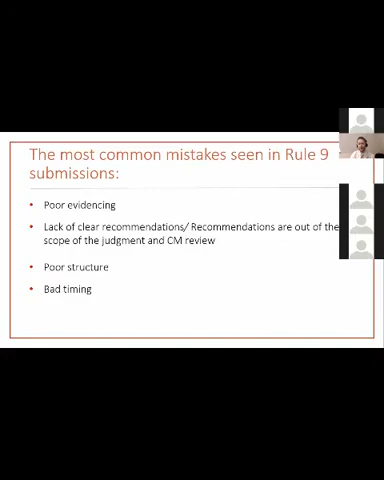 The most common mistakes seen in Rule 9
submissions:
• Poor evidencing
• Lack of clear recommendations/ Recommendations are out of the
scope of the judgment and CM review
• Poor structure
• Bad timing